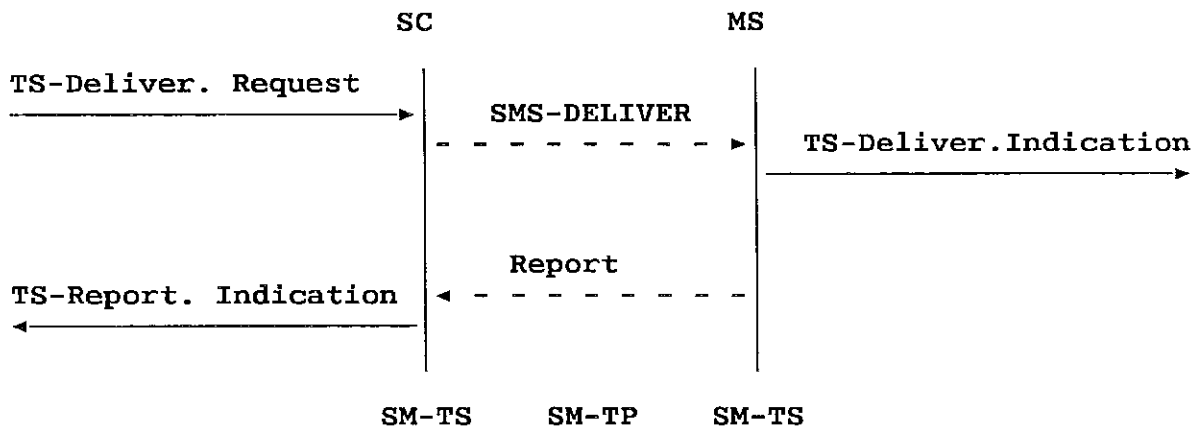 SC MS
TS-Deliver. Request
SMS-DELIVER
TS-Deliver.Indication
Report
TS-Report. Indication
SM-TS SM-TP SM-TS